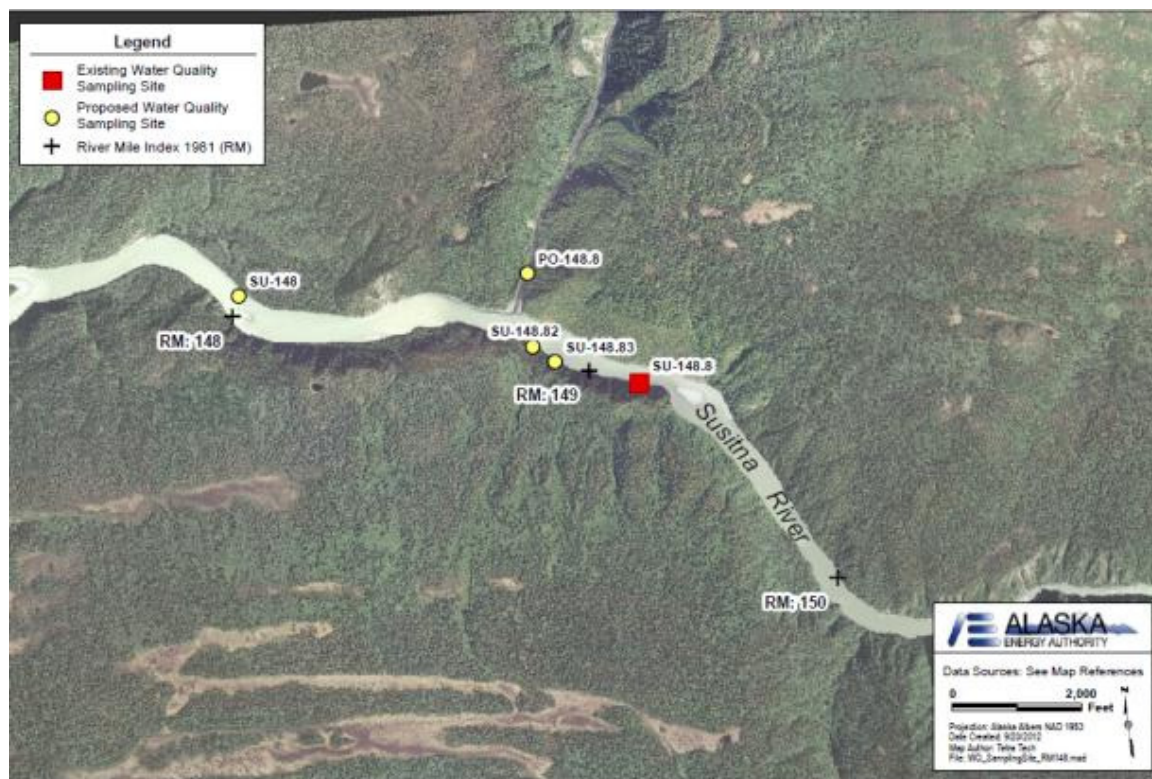 Legend
Existing Water Quality
Sampling Site
Proposed Water Quality
Sampling Site
River Mile Index 1981 (RM)
PO-148.8
SU-148
RM: 148
SU-148.82
SU-148.83
SU-148.8
RM: 149
Susitna River
RM: 150
ALASKA
ENERGY AUTHORITY
Data Sources: See Map References
0 2,000
Feet
N
Projection: Alaska Albers NAD 1983
Date Created: 9/20/2012
Map Author: Tetra Tech
File: WQ_SamplingSite_RM148.mxd